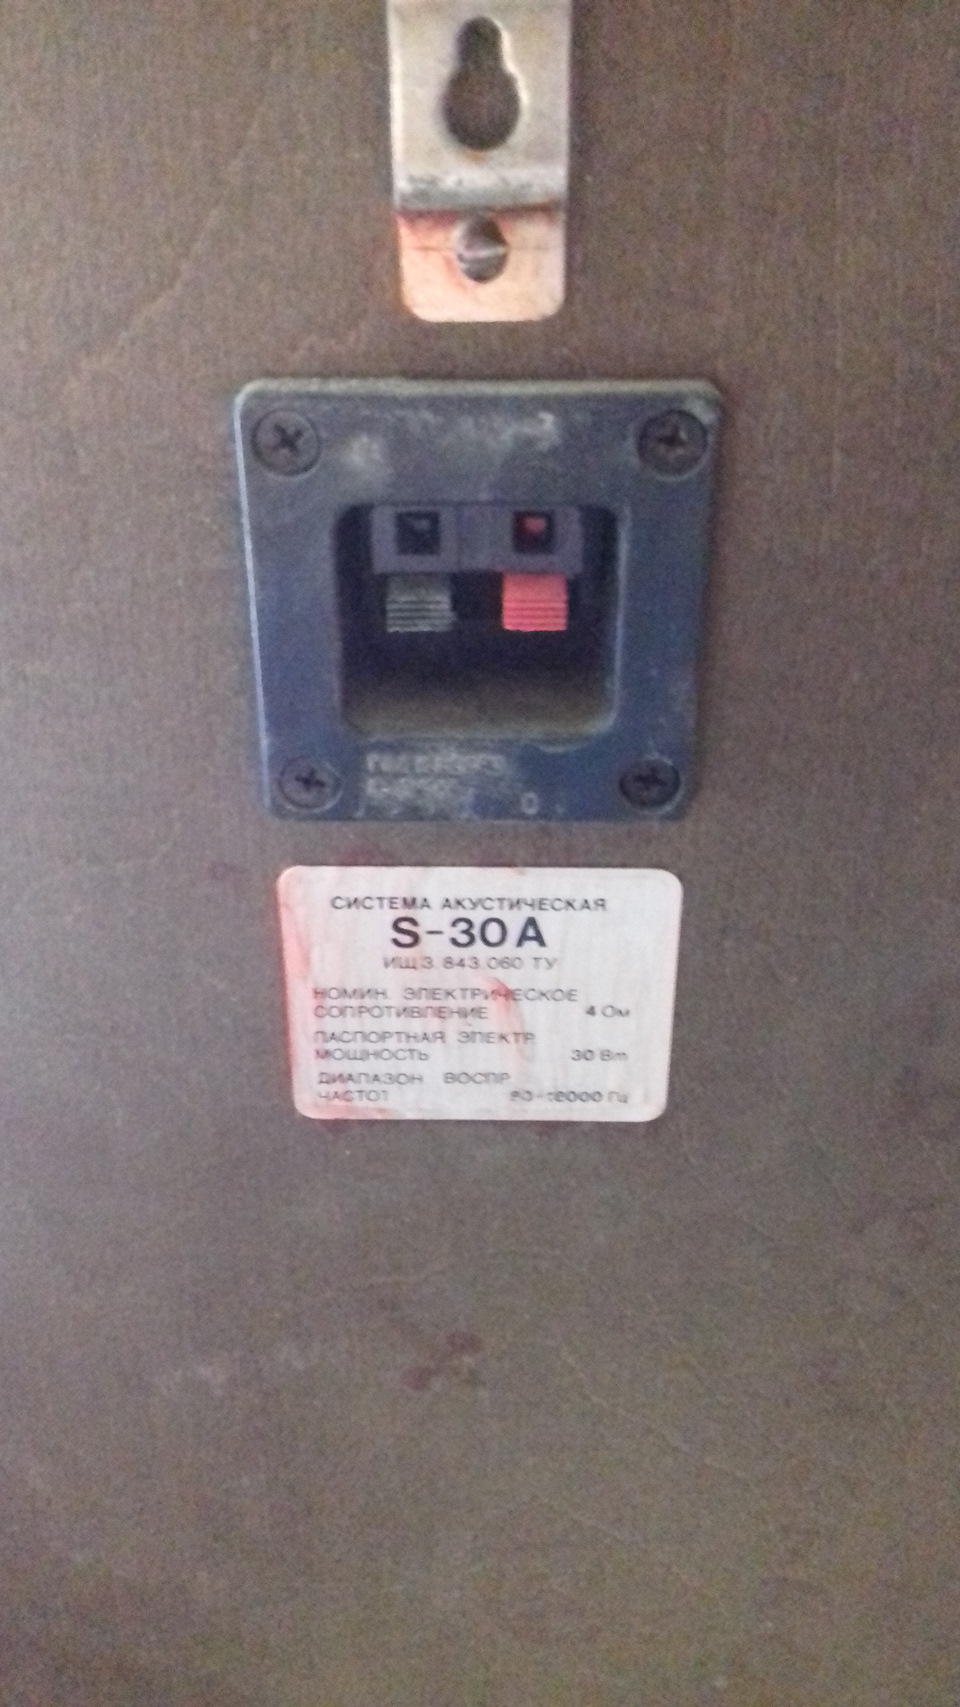 СИСТЕМА АКУСТИЧЕСКАЯ
S-30A
ИЩ3.843.060 ТУ
НОМИН. ЭЛЕКТРИЧЕСКОЕ
СОПРОТИВЛЕНИЕ 4 Ом
ПАСПОРТНАЯ ЭЛЕКТР.
МОЩНОСТЬ 30 Вт
ДИАПАЗОН ВОСПР.
ЧАСТОТ Гц